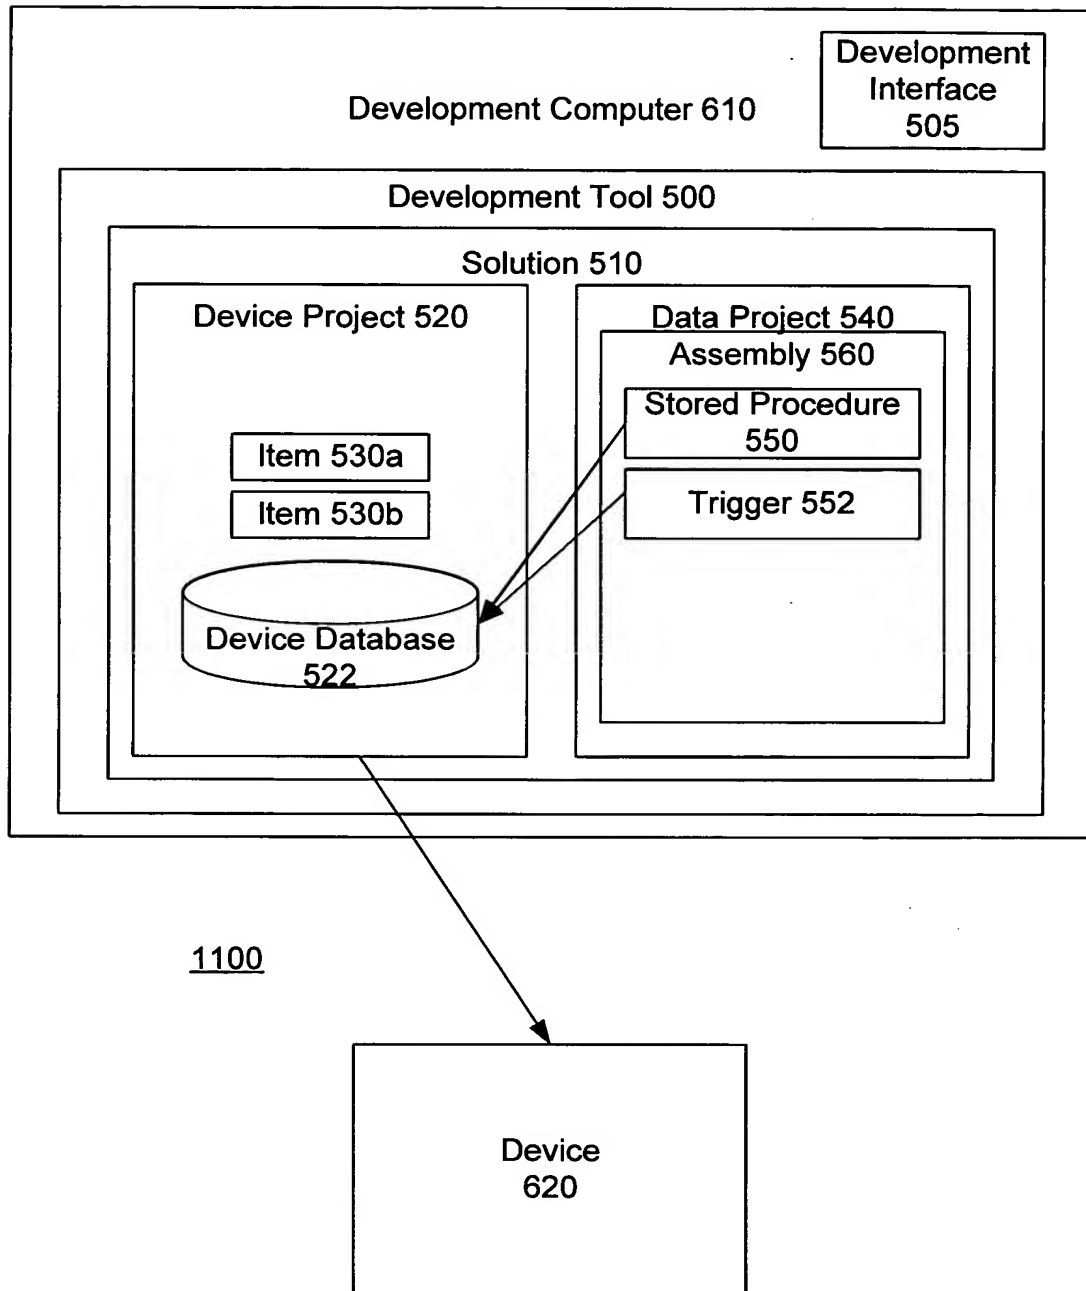 Development
Interface
505
Development Computer 610
Development Tool 500
Solution 510
Device Project 520
Data Project 540
Assembly 560
Stored Procedure
550
Item 530a
Item 530b
Trigger 552
Device Database
522
1100
Device
620